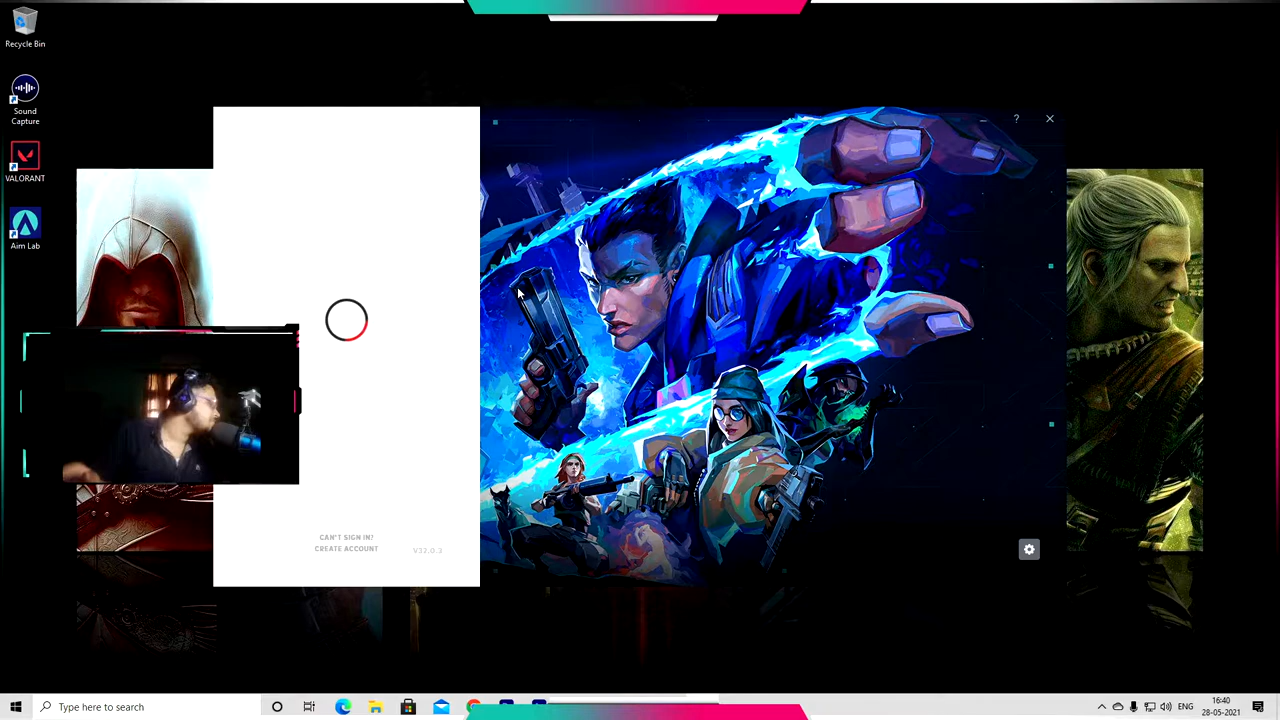 Recycle Bin
Sound
Capture
VALORANT
Aim Lab
?
CAN'T SIGN IN?
CREATE ACCOUNT
Type here to search
ENG
16:40
28-05-2021